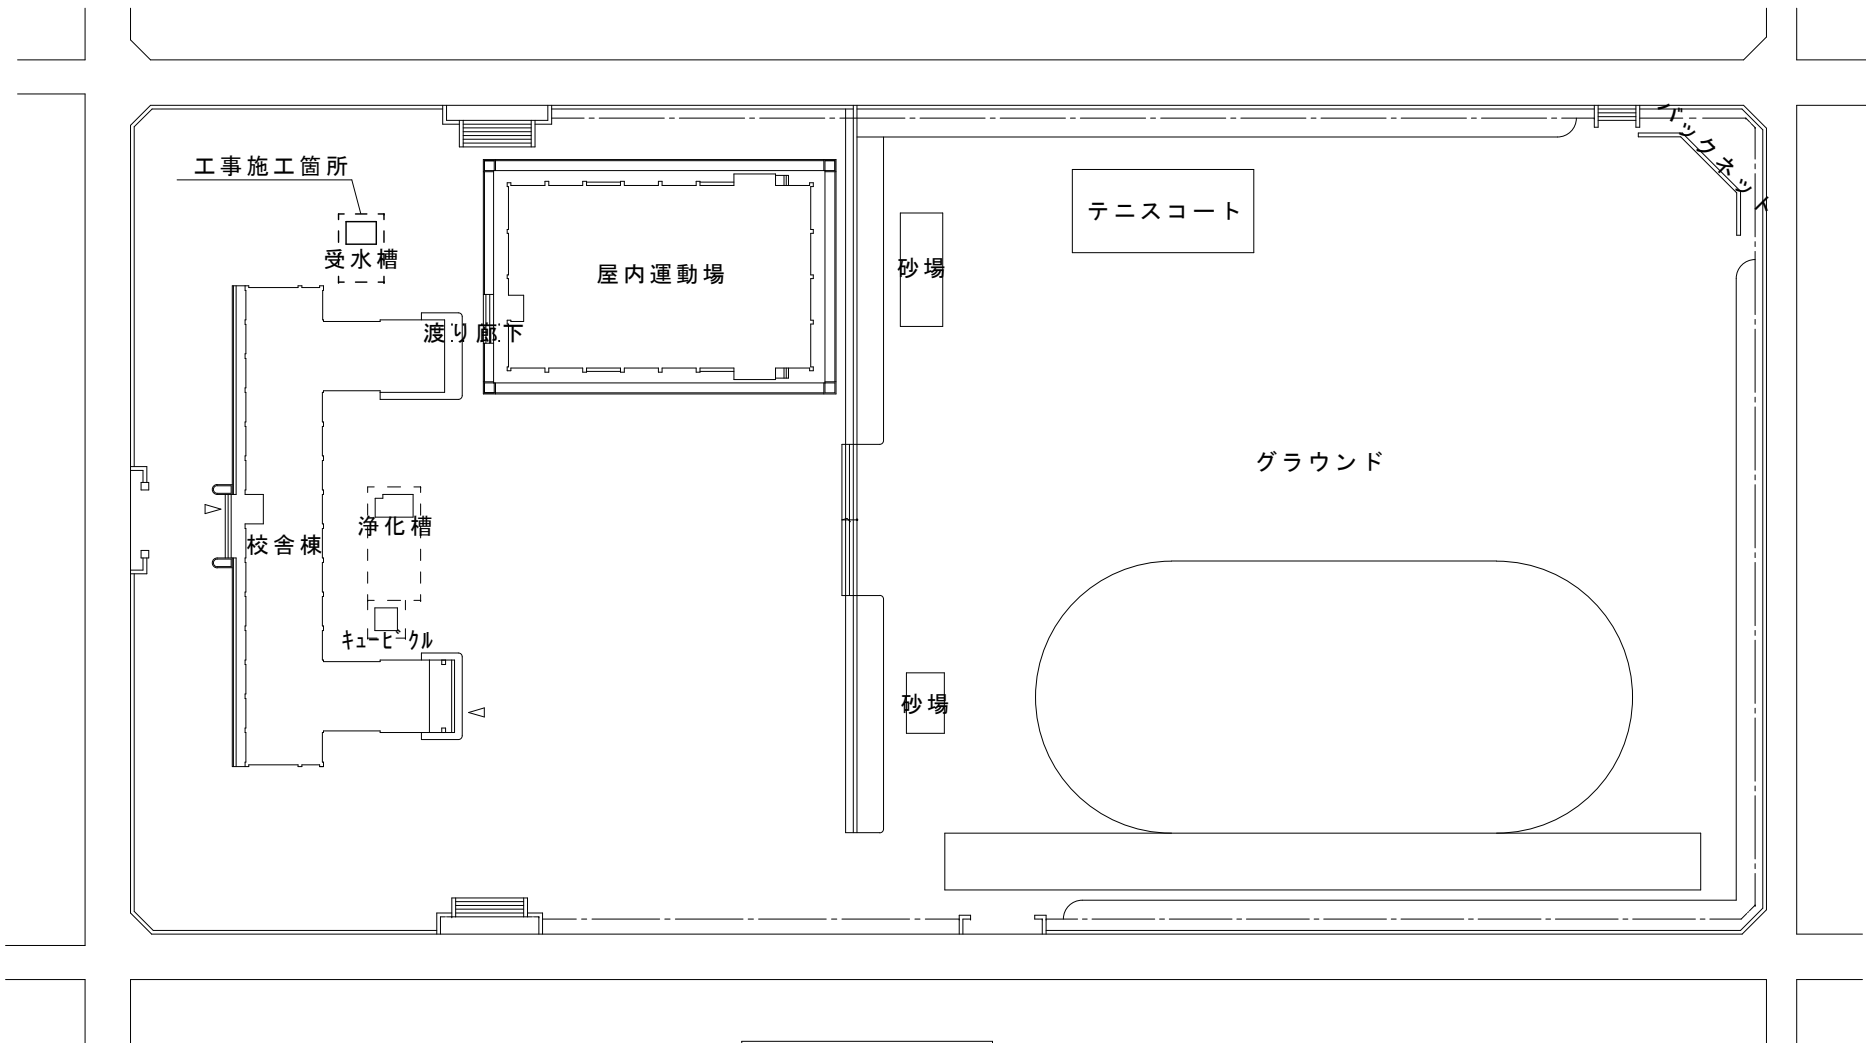 バックネット
工事施工箇所
テニスコート
受水槽
屋内運動場
砂場
渡り廊下
グラウンド
浄化槽
校舎棟
ｷｭｰﾋﾞｸﾙ
砂場